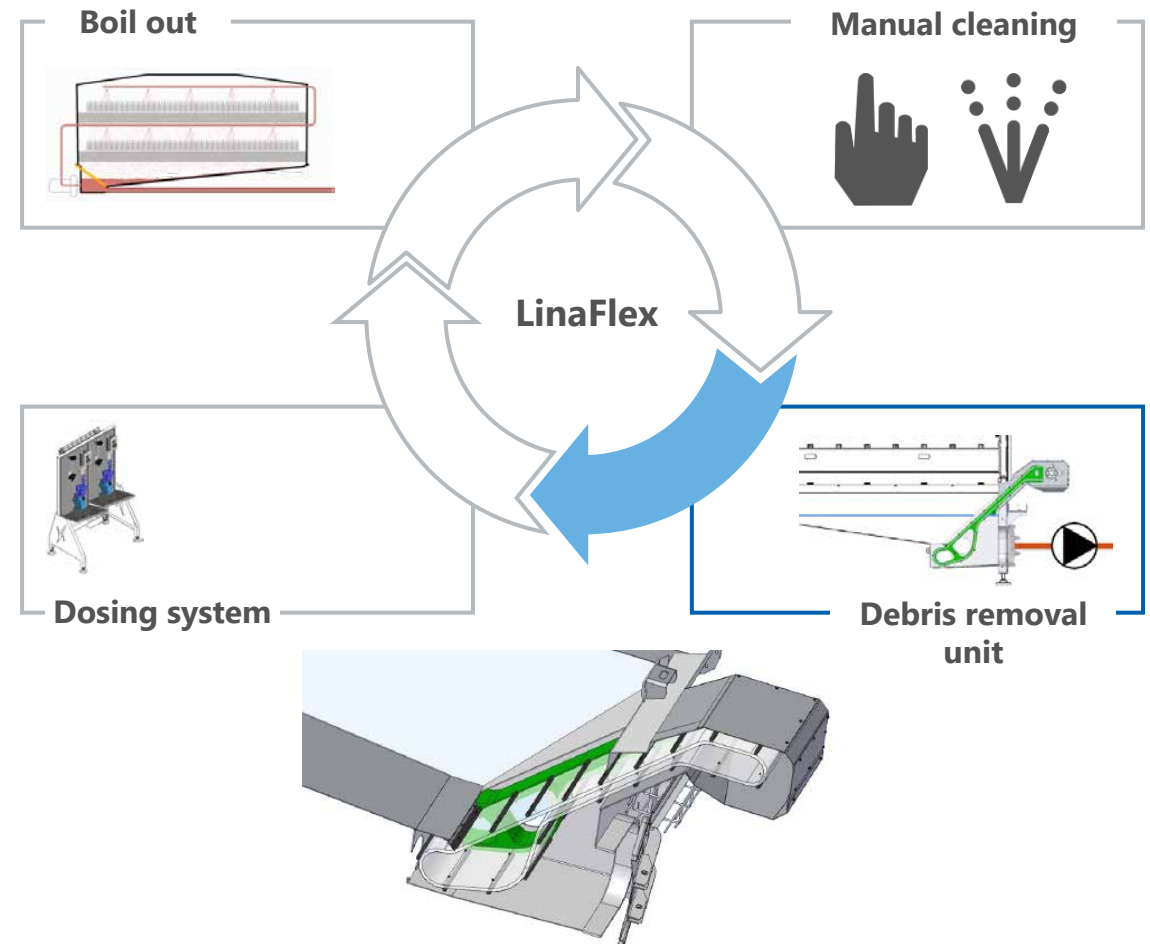 Boil out
Manual cleaning
LinaFlex
Dosing system
Debris removal
unit